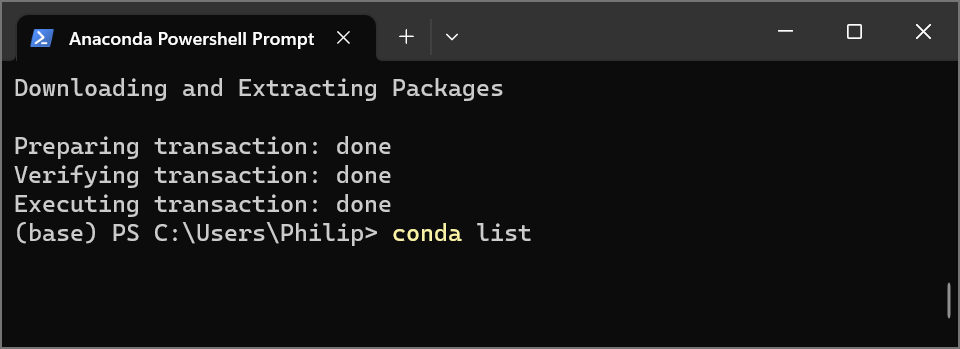 Anaconda Powershell Prompt
Downloading and Extracting Packages
Preparing transaction: done
Verifying transaction: done
Executing transaction: done
(base) PS C:\Users\Philip> conda list